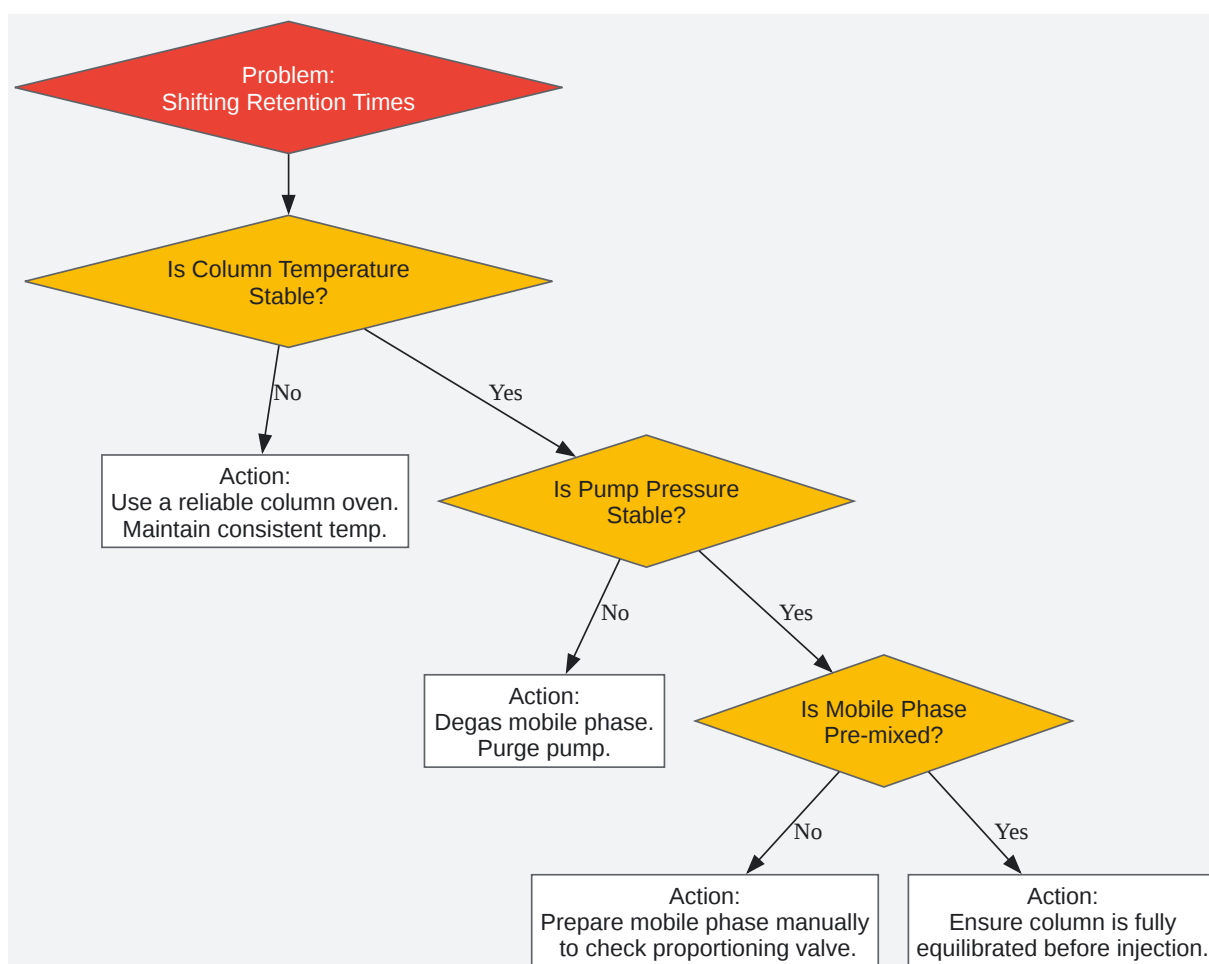 Problem:
Shifting Retention Times
Is Column Temperature
Stable?
No
Yes
Action:
Use a reliable column oven.
Maintain consistent temp.
Is Pump Pressure
Stable?
No
Yes
Action:
Degas mobile phase.
Purge pump.
Is Mobile Phase
Pre-mixed?
No
Yes
Action:
Prepare mobile phase manually
to check proportioning valve.
Action:
Ensure column is fully
equilibrated before injection.